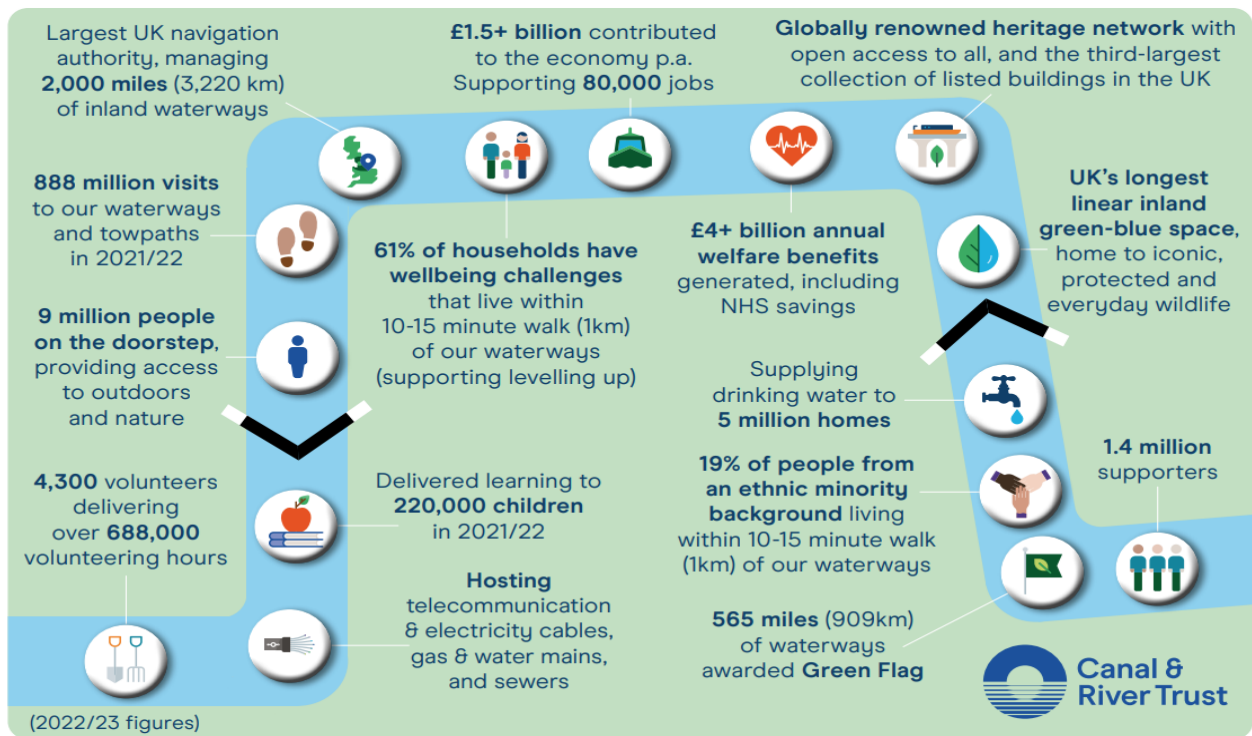 Largest UK navigation
authority, managing
2,000 miles (3,220 km)
of inland waterways
£1.5+ billion contributed
to the economy p.a.
Supporting 80,000 jobs
Globally renowned heritage network with
open access to all, and the third-largest
collection of listed buildings in the UK
888 million visits
to our waterways
and towpaths
in 2021/22
61% of households have
wellbeing challenges
that live within
10-15 minute walk (1km)
of our waterways
(supporting levelling up)
£4+ billion annual
welfare benefits
generated, including
NHS savings
UK's longest
linear inland
green-blue space,
home to iconic,
protected and
everyday wildlife
9 million people
on the doorstep,
providing access
to outdoors
and nature
Supplying
drinking water to
5 million homes
4,300 volunteers
delivering
over 688,000
volunteering hours
Delivered learning to
220,000 children
in 2021/22
19% of people from
an ethnic minority
background living
within 10-15 minute walk
(1km) of our waterways
1.4 million
supporters
Hosting
telecommunication
& electricity cables,
gas & water mains,
and sewers
565 miles (909km)
of waterways
awarded Green Flag
Canal &
River Trust
(2022/23 figures)